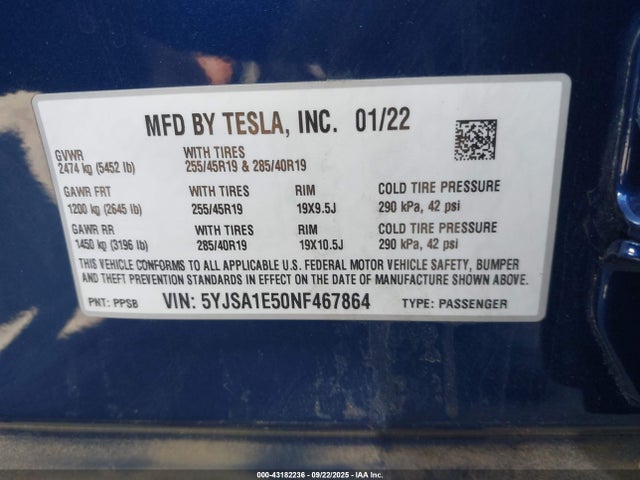 MFD BY TESLA, INC. 01/22
GVWR WITH TIRES
2474 kg (5452 lb) 255/45R19 & 285/40R19
GAWR FRT WITH TIRES RIM COLD TIRE PRESSURE
1200 kg (2645 lb) 255/45R19 19X9.5J 290 kPa, 42 psi
GAWR RR WITH TIRES RIM COLD TIRE PRESSURE
1450 kg (3196 lb) 285/40R19 19X10.5J 290 kPa, 42 psi
THIS VEHICLE CONFORMS TO ALL APPLICABLE U.S. FEDERAL MOTOR VEHICLE SAFETY, BUMPER
AND THEFT PREVENTION STANDARDS IN EFFECT ON THE DATE OF MANUFACTURE SHOWN ABOVE.
PNT: PPSB VIN: 5YJSA1E50NF467864 TYPE: PASSENGER
000-43182236 - 09/22/2025 - IAA Inc.